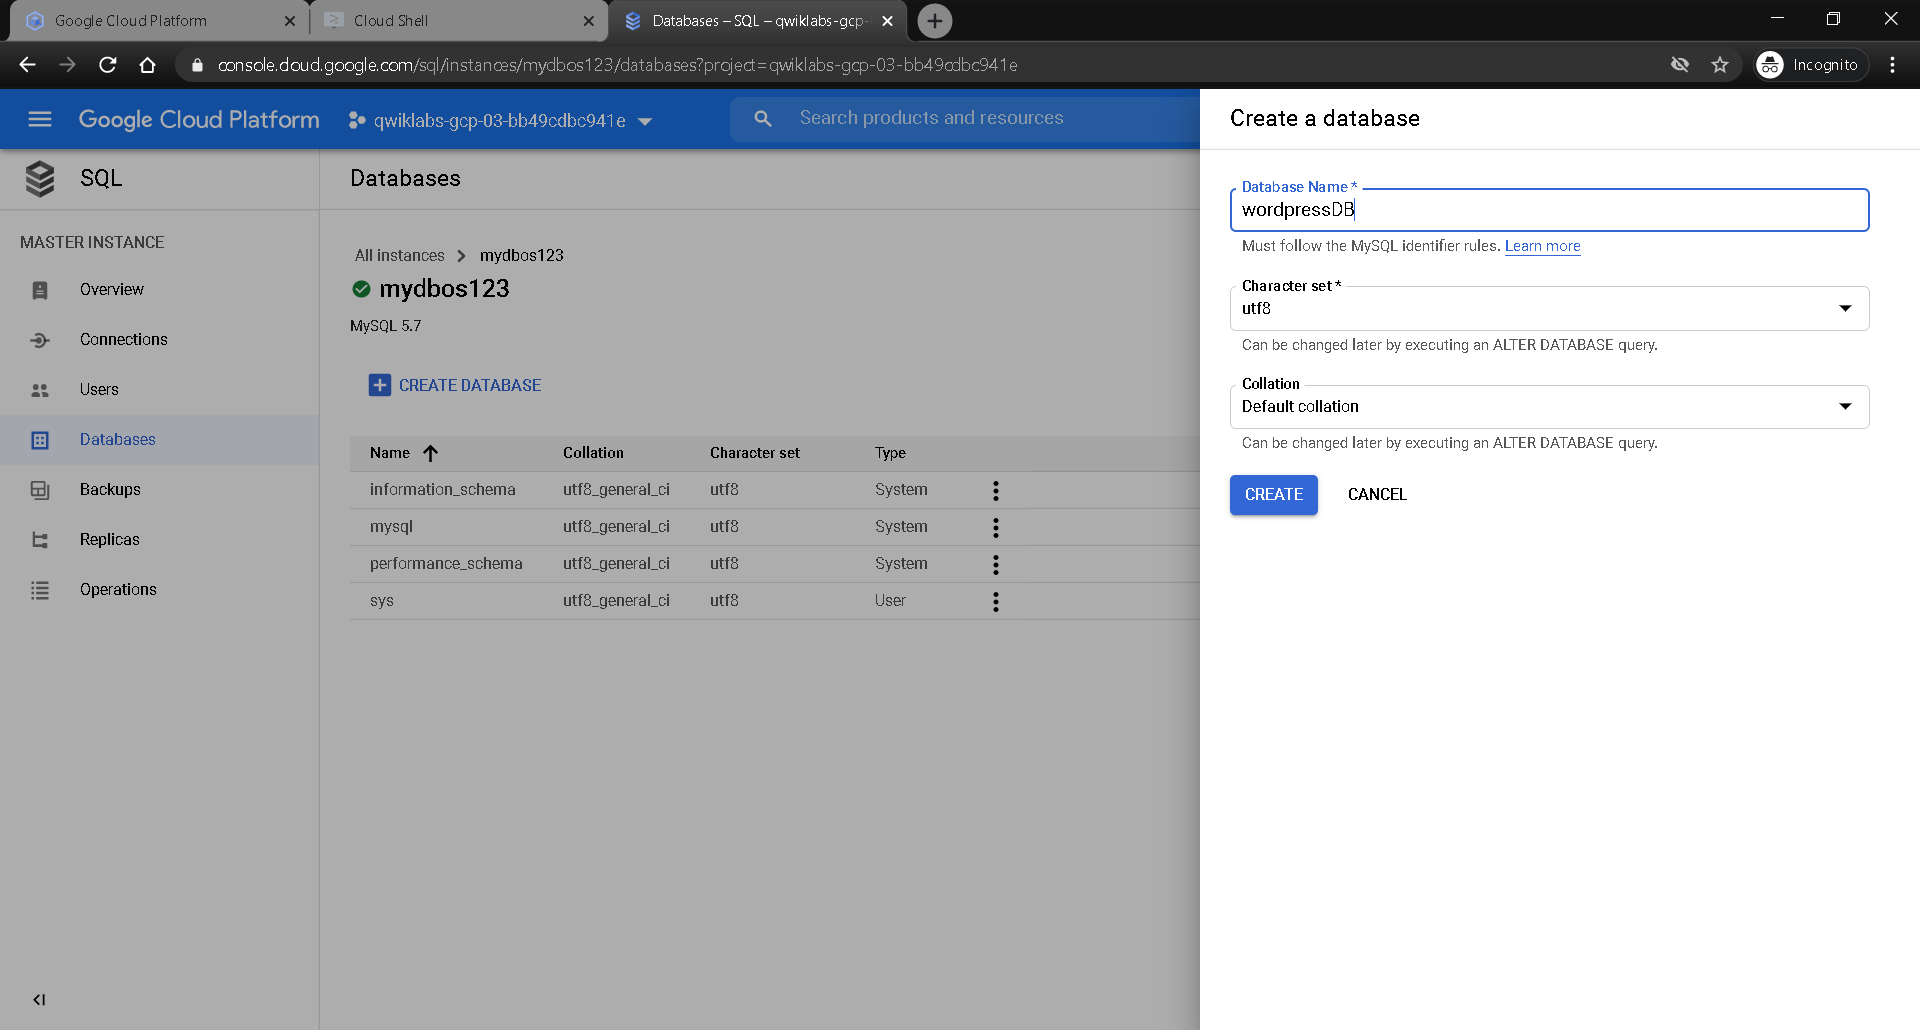 Google Cloud Platform
Cloud Shell
Databases – SQL – qwiklabs-gcp-
console.cloud.google.com/sql/instances/mydbos123/databases?project=qwiklabs-gcp-03-bb49cdbc941e
Incognito
Google Cloud Platform
qwiklabs-gcp-03-bb49cdbc941e
Search products and resources
SQL
MASTER INSTANCE
Overview
Connections
Users
Databases
Backups
Replicas
Operations
Databases
All instances > mydbos123
mydbos123
MySQL 5.7
CREATE DATABASE
Name Collation Character set Type
information_schema utf8_general_ci utf8 System
mysql utf8_general_ci utf8 System
performance_schema utf8_general_ci utf8 System
sys utf8_general_ci utf8 User
Create a database
Database Name *
wordpressDB
Must follow the MySQL identifier rules. Learn more
Character set *
utf8
Can be changed later by executing an ALTER DATABASE query.
Collation
Default collation
Can be changed later by executing an ALTER DATABASE query.
CREATE CANCEL